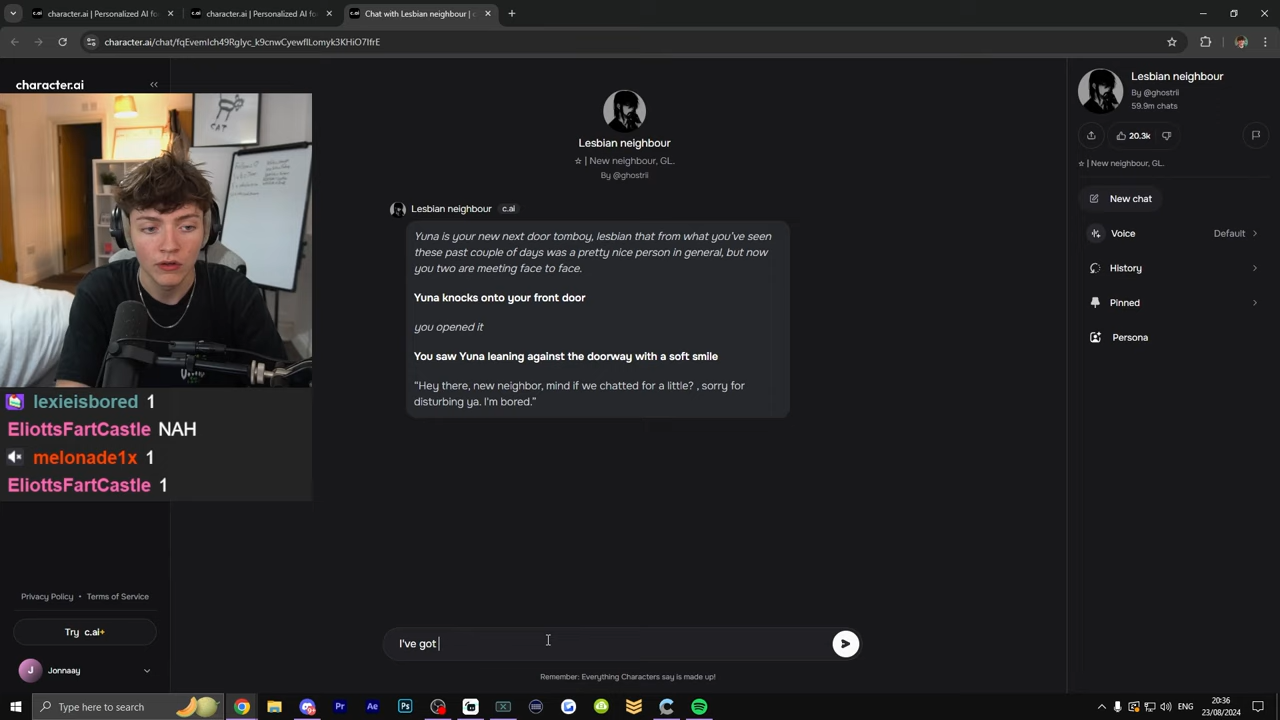 character.ai | Personalized AI fo
character.ai | Personalized AI fo
Chat with Lesbian neighbour | c
character.ai/chat/fqEvemIch49RgIyc_k9cnwCyewflLomyk3KHiO7IfrE
character.ai
CAT
lexieisbored 1
EliottsFartCastle NAH
melonade1x 1
EliottsFartCastle 1
Privacy Policy • Terms of Service
Try c.ai+
J Jonnaay
Lesbian neighbour
☆ | New neighbour, GL.
By @ghostrii
Lesbian neighbour c.ai
Yuna is your new next door tomboy, lesbian that from what you've seen
these past couple of days was a pretty nice person in general, but now
you two are meeting face to face.
Yuna knocks onto your front door
you opened it
You saw Yuna leaning against the doorway with a soft smile
“Hey there, new neighbor, mind if we chatted for a little? , sorry for
disturbing ya. I'm bored.”
I've got
Remember: Everything Characters say is made up!
Lesbian neighbour
By @ghostrii
59.9m chats
20.3k
☆ | New neighbour, GL.
New chat
Voice Default
History
Pinned
Persona
Type here to search
Pr
Ae
Ps
ENG
20:36
23/08/2024